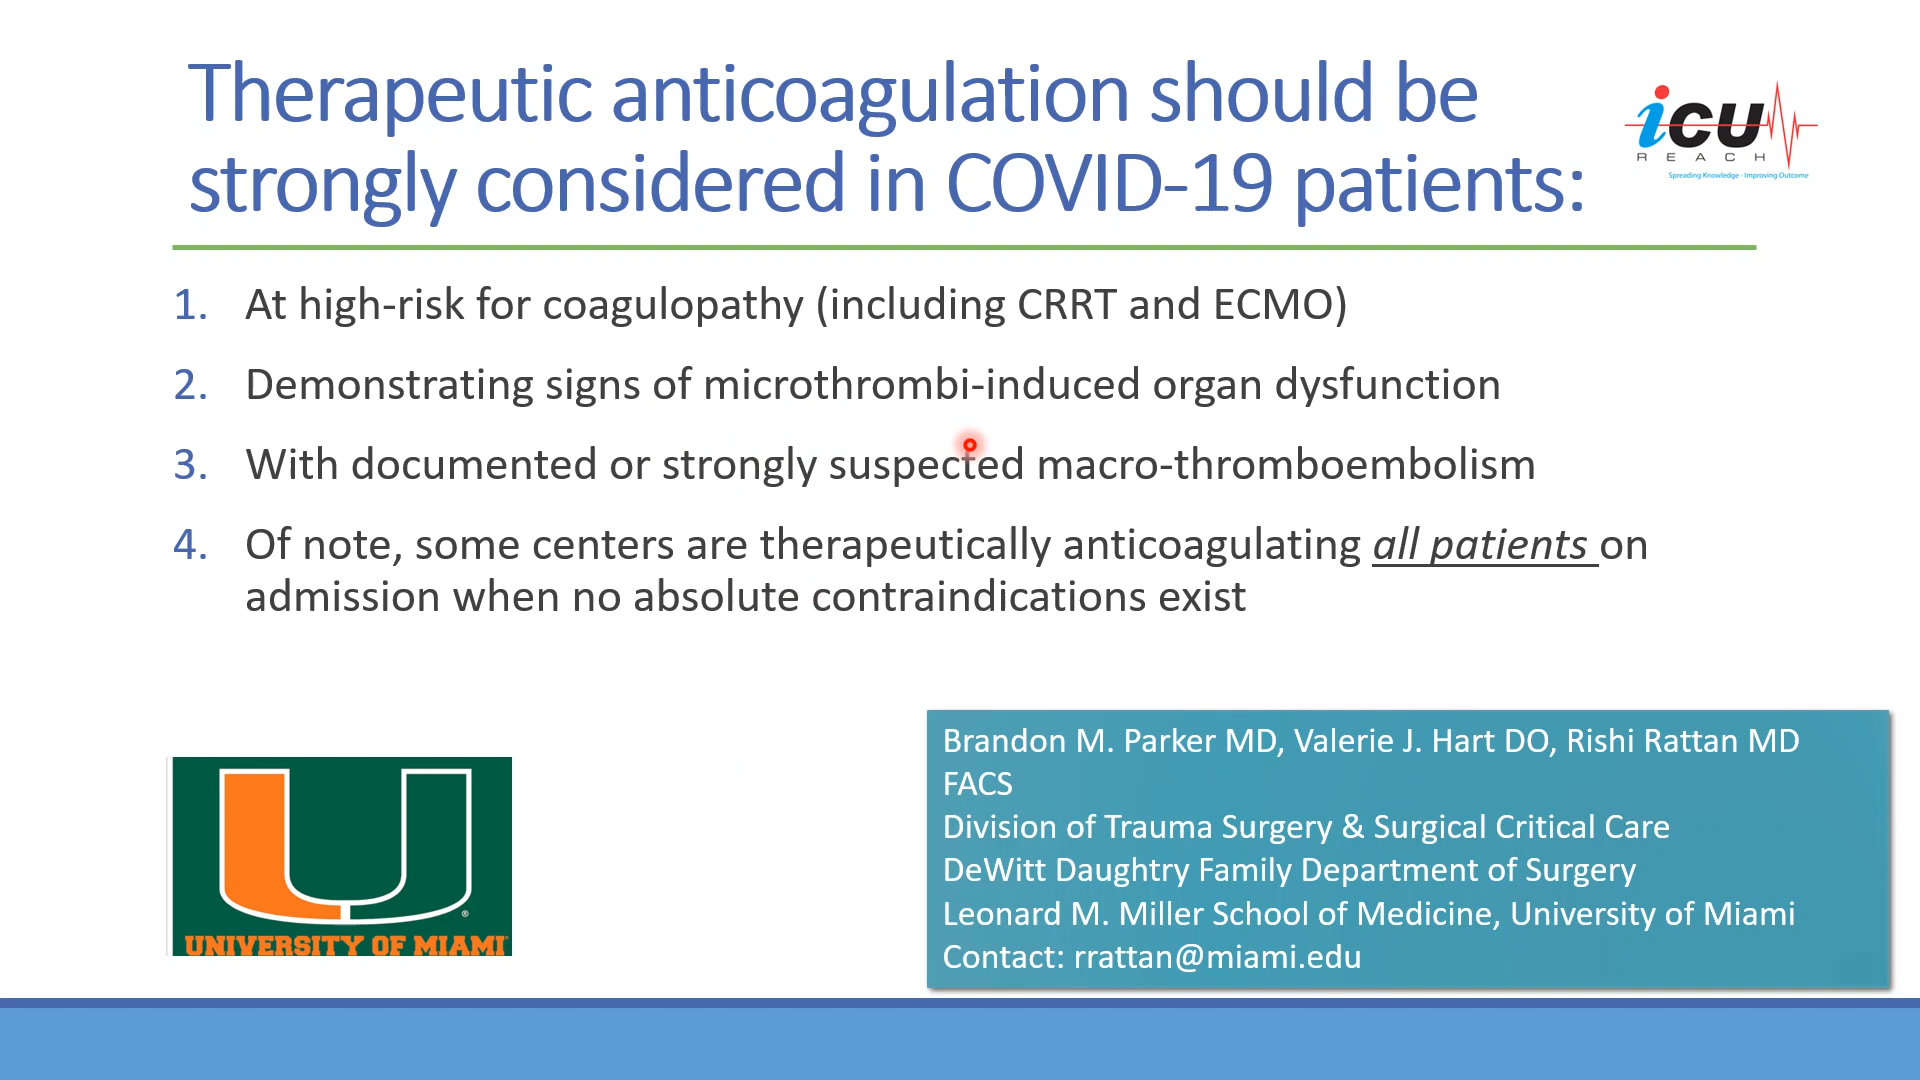 Therapeutic anticoagulation should be
strongly considered in COVID-19 patients:
icu
REACH
Spreading Knowledge - Improving Outcome
1. At high-risk for coagulopathy (including CRRT and ECMO)
2. Demonstrating signs of microthrombi-induced organ dysfunction
3. With documented or strongly suspected macro-thromboembolism
4. Of note, some centers are therapeutically anticoagulating all patients on
admission when no absolute contraindications exist
UNIVERSITY OF MIAMI
®
Brandon M. Parker MD, Valerie J. Hart DO, Rishi Rattan MD
FACS
Division of Trauma Surgery & Surgical Critical Care
DeWitt Daughtry Family Department of Surgery
Leonard M. Miller School of Medicine, University of Miami
Contact: rrattan@miami.edu